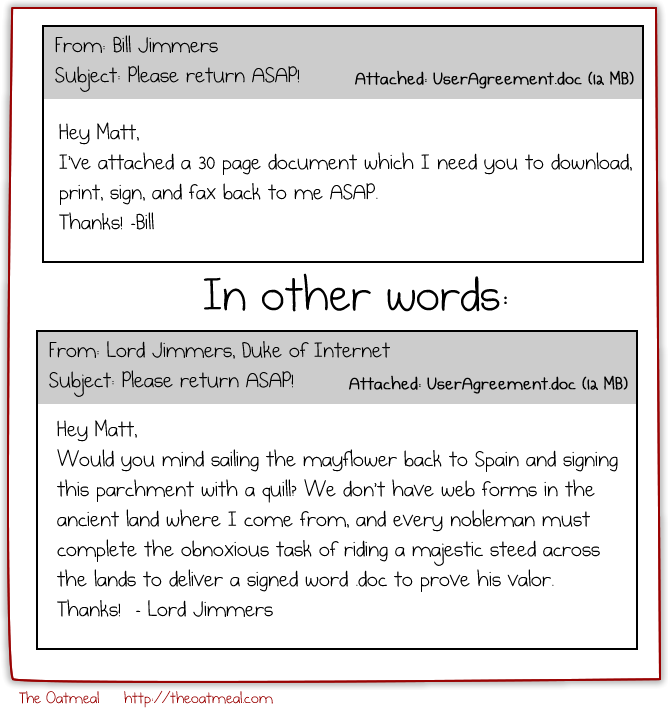 From: Bill Jimmers
Subject: Please return ASAP!
Attached: UserAgreement.doc (12 MB)
Hey Matt,
I've attached a 30 page document which I need you to download,
print, sign, and fax back to me ASAP.
Thanks! -Bill
In other words:
From: Lord Jimmers, Duke of Internet
Subject: Please return ASAP!
Attached: UserAgreement.doc (12 MB)
Hey Matt,
Would you mind sailing the mayflower back to Spain and signing
this parchment with a quill? We don't have web forms in the
ancient land where I come from, and every nobleman must
complete the obnoxious task of riding a majestic steed across
the lands to deliver a signed word .doc to prove his valor.
Thanks! - Lord Jimmers
The Oatmeal http://theoatmeal.com